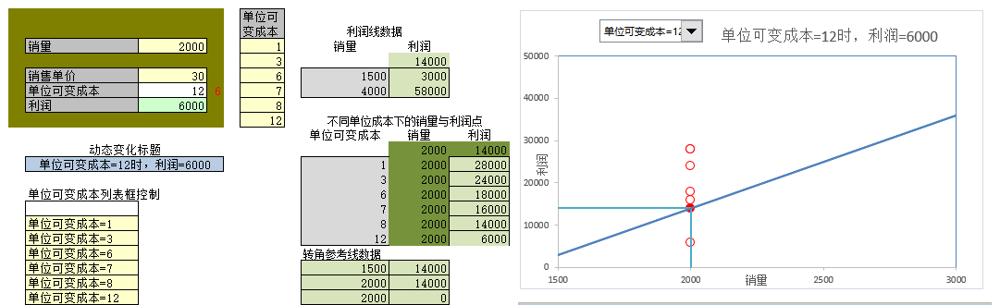 销量 2000
销售单价 30
单位可变成本 12 6
利润 6000
动态变化标题
单位可变成本=12时，利润=6000
单位可变成本列表框控制
单位可变成本=1
单位可变成本=3
单位可变成本=6
单位可变成本=7
单位可变成本=8
单位可变成本=12
单位可
变成本
1
3
6
7
8
12
利润线数据
销量 利润
14000
1500 3000
4000 58000
不同单位成本下的销量与利润点
单位可变成本 销量 利润
2000 14000
1 2000 28000
3 2000 24000
6 2000 18000
7 2000 16000
8 2000 14000
12 2000 6000
转角参考线数据
1500 14000
2000 14000
2000 0
单位可变成本=12
单位可变成本=12时，利润=6000
50000
40000
30000
20000
10000
0
利润
1500 2000 2500 3000
销量